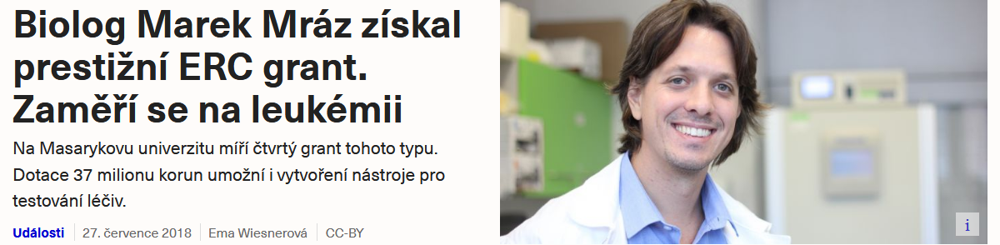 Biolog Marek Mráz získal
prestižní ERC grant.
Zaměří se na leukémii
Na Masarykovu univerzitu míří čtvrtý grant tohoto typu.
Dotace 37 milionu korun umožní i vytvoření nástroje pro
testování léčiv.
Události 27. července 2018 Ema Wiesnerová CC-BY
i